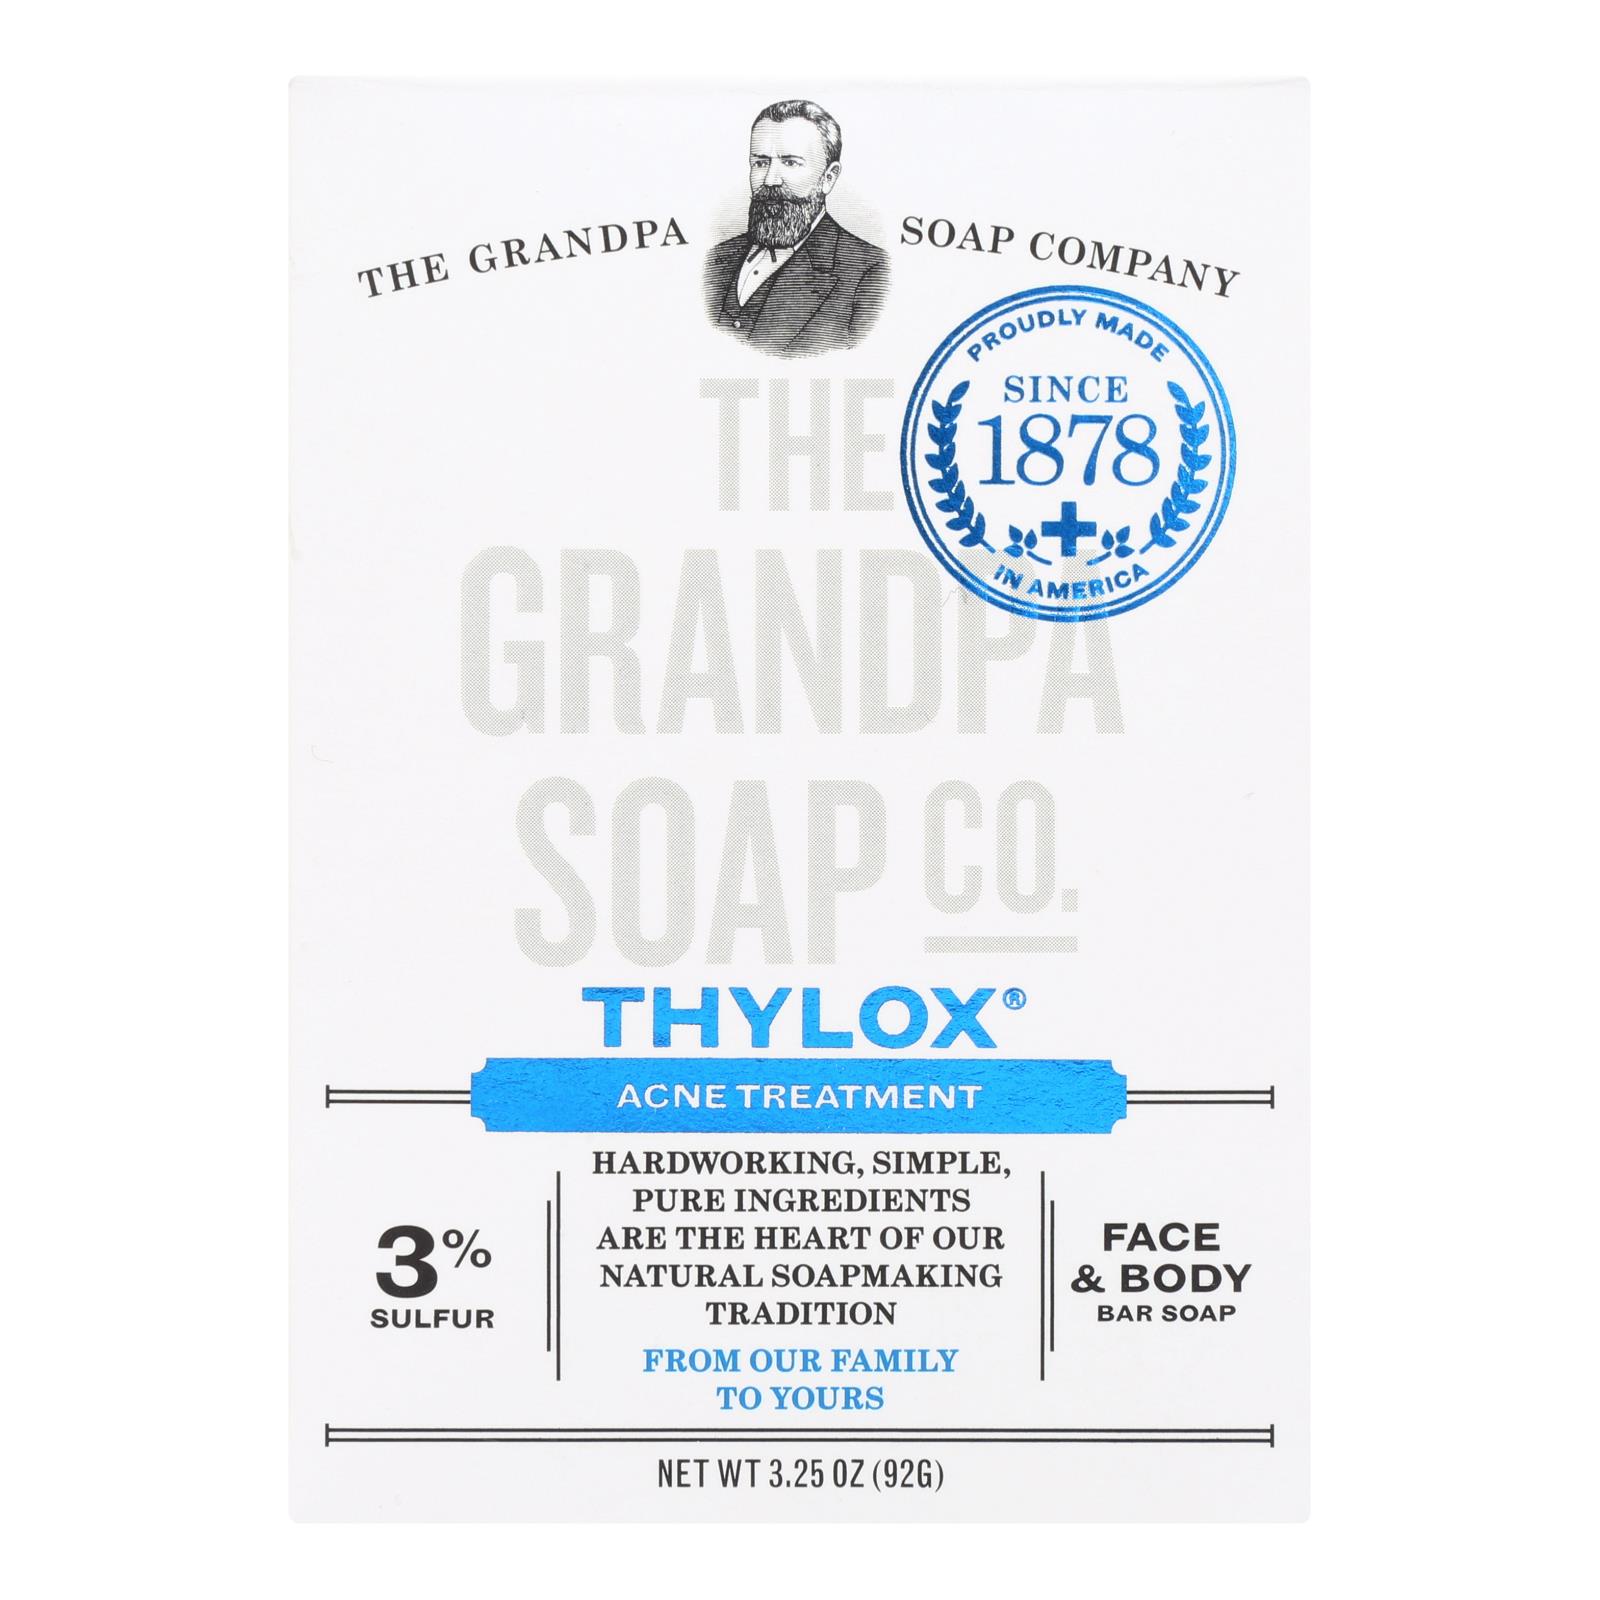 THE GRANDPA SOAP COMPANY
PROUDLY MADE
SINCE
1878
IN AMERICA
THE
GRANDPA
SOAP CO.
THYLOX®
ACNE TREATMENT
3%
SULFUR
HARDWORKING, SIMPLE,
PURE INGREDIENTS
ARE THE HEART OF OUR
NATURAL SOAPMAKING
TRADITION
FROM OUR FAMILY
TO YOURS
FACE
& BODY
BAR SOAP
NET WT 3.25 OZ (92G)